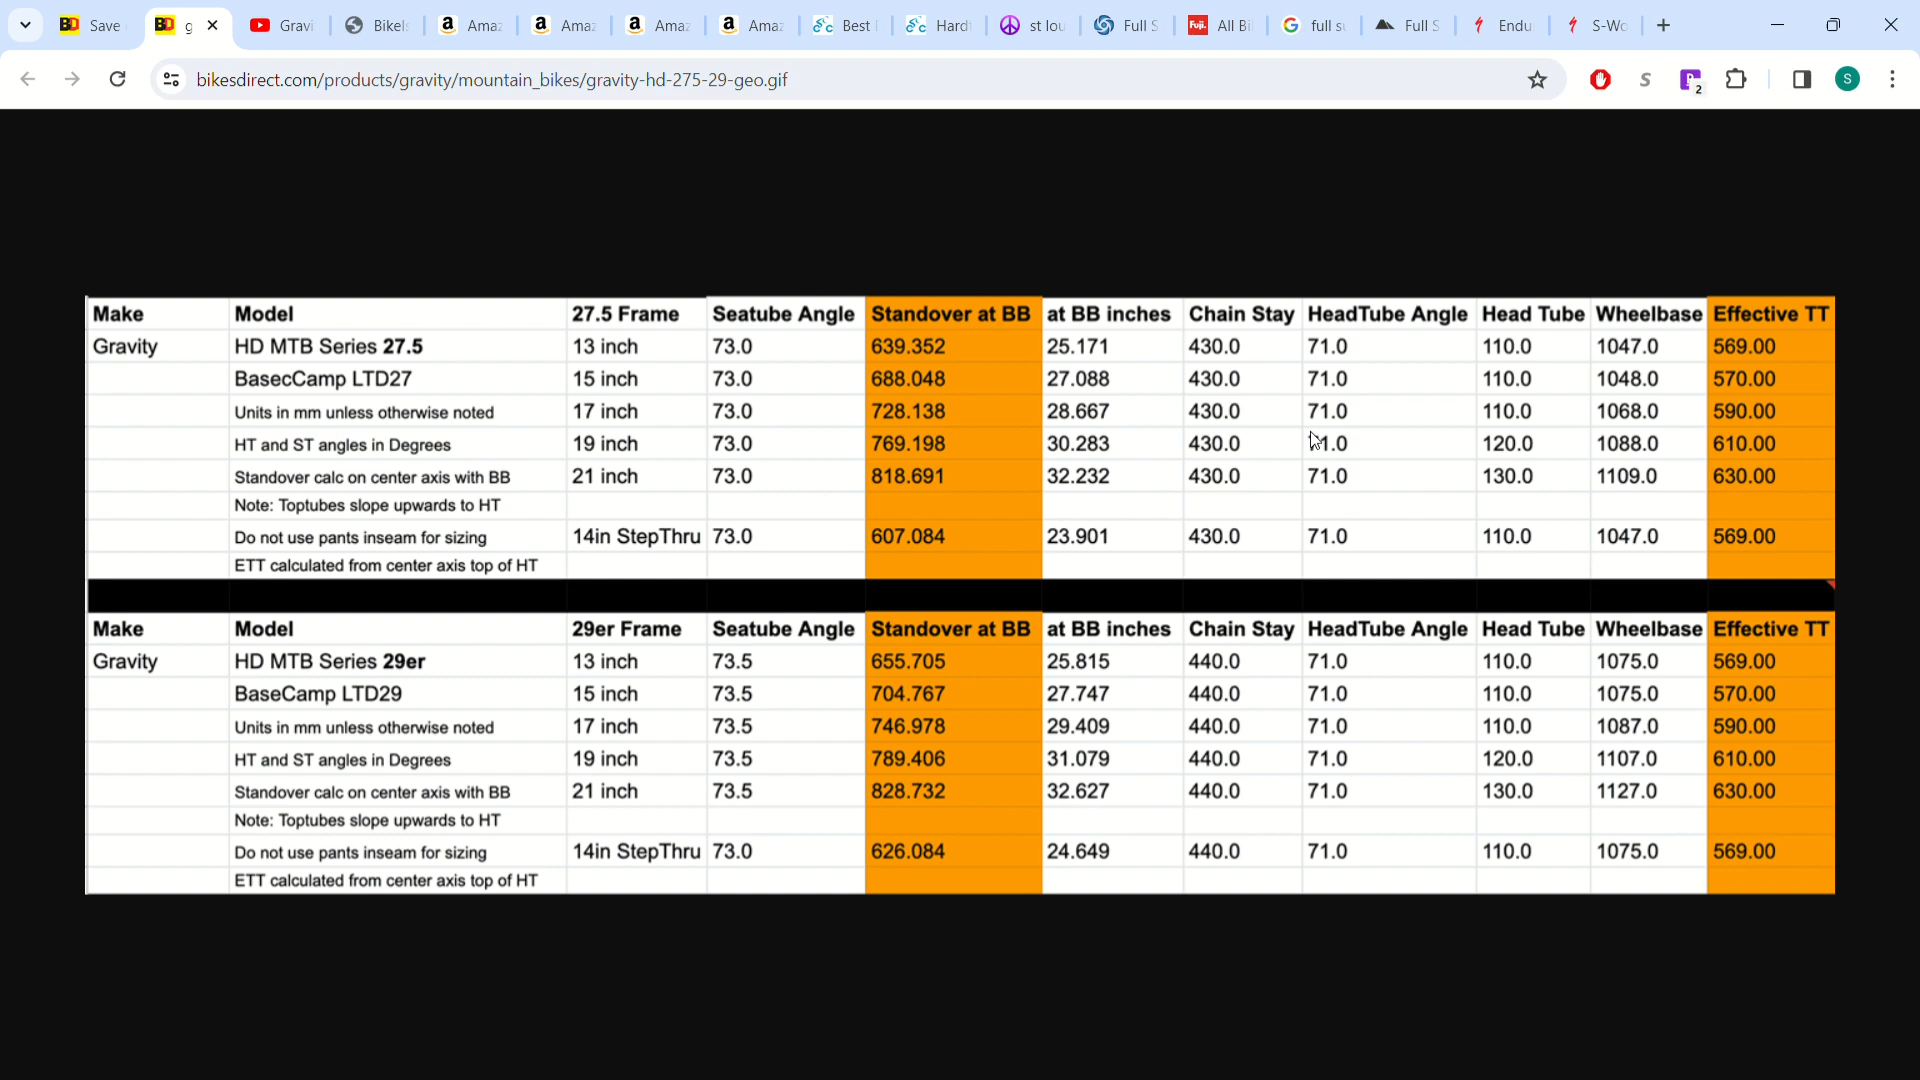 Save
g
Gravi
Bikels
Amaz
Amaz
Amaz
Amaz
Best
Hard
st lou
Full S
All Bi
full su
Full S
Endu
S-Wo
bikesdirect.com/products/gravity/mountain_bikes/gravity-hd-275-29-geo.gif
2
S
Make Model 27.5 Frame Seatube Angle Standover at BB at BB inches Chain Stay HeadTube Angle Head Tube Wheelbase Effective TT
Gravity HD MTB Series 27.5 13 inch 73.0 639.352 25.171 430.0 71.0 110.0 1047.0 569.00
BasecCamp LTD27 15 inch 73.0 688.048 27.088 430.0 71.0 110.0 1048.0 570.00
Units in mm unless otherwise noted 17 inch 73.0 728.138 28.667 430.0 71.0 110.0 1068.0 590.00
HT and ST angles in Degrees 19 inch 73.0 769.198 30.283 430.0 71.0 120.0 1088.0 610.00
Standover calc on center axis with BB 21 inch 73.0 818.691 32.232 430.0 71.0 130.0 1109.0 630.00
Note: Toptubes slope upwards to HT
Do not use pants inseam for sizing 14in StepThru 73.0 607.084 23.901 430.0 71.0 110.0 1047.0 569.00
ETT calculated from center axis top of HT
Make Model 29er Frame Seatube Angle Standover at BB at BB inches Chain Stay HeadTube Angle Head Tube Wheelbase Effective TT
Gravity HD MTB Series 29er 13 inch 73.5 655.705 25.815 440.0 71.0 110.0 1075.0 569.00
BaseCamp LTD29 15 inch 73.5 704.767 27.747 440.0 71.0 110.0 1075.0 570.00
Units in mm unless otherwise noted 17 inch 73.5 746.978 29.409 440.0 71.0 110.0 1087.0 590.00
HT and ST angles in Degrees 19 inch 73.5 789.406 31.079 440.0 71.0 120.0 1107.0 610.00
Standover calc on center axis with BB 21 inch 73.5 828.732 32.627 440.0 71.0 130.0 1127.0 630.00
Note: Toptubes slope upwards to HT
Do not use pants inseam for sizing 14in StepThru 73.0 626.084 24.649 440.0 71.0 110.0 1075.0 569.00
ETT calculated from center axis top of HT